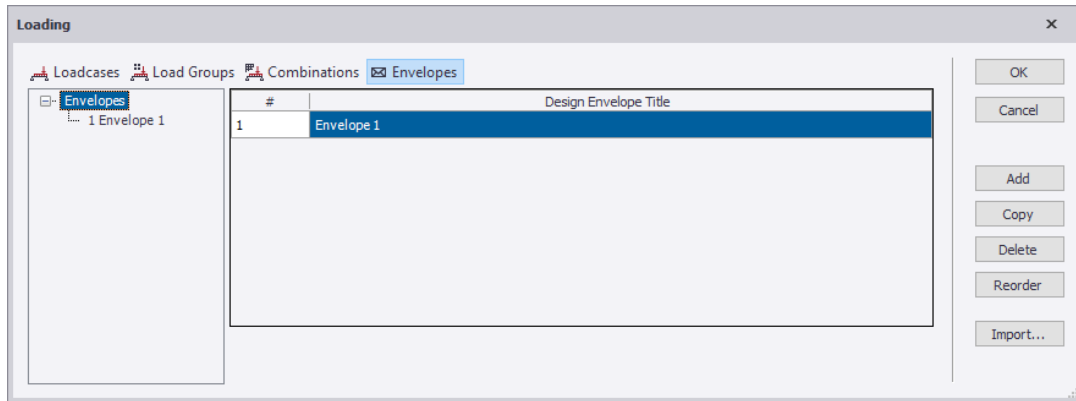 Loading
Loadcases Load Groups Combinations Envelopes
Envelopes
1 Envelope 1
# Design Envelope Title
1 Envelope 1
OK
Cancel
Add
Copy
Delete
Reorder
Import...